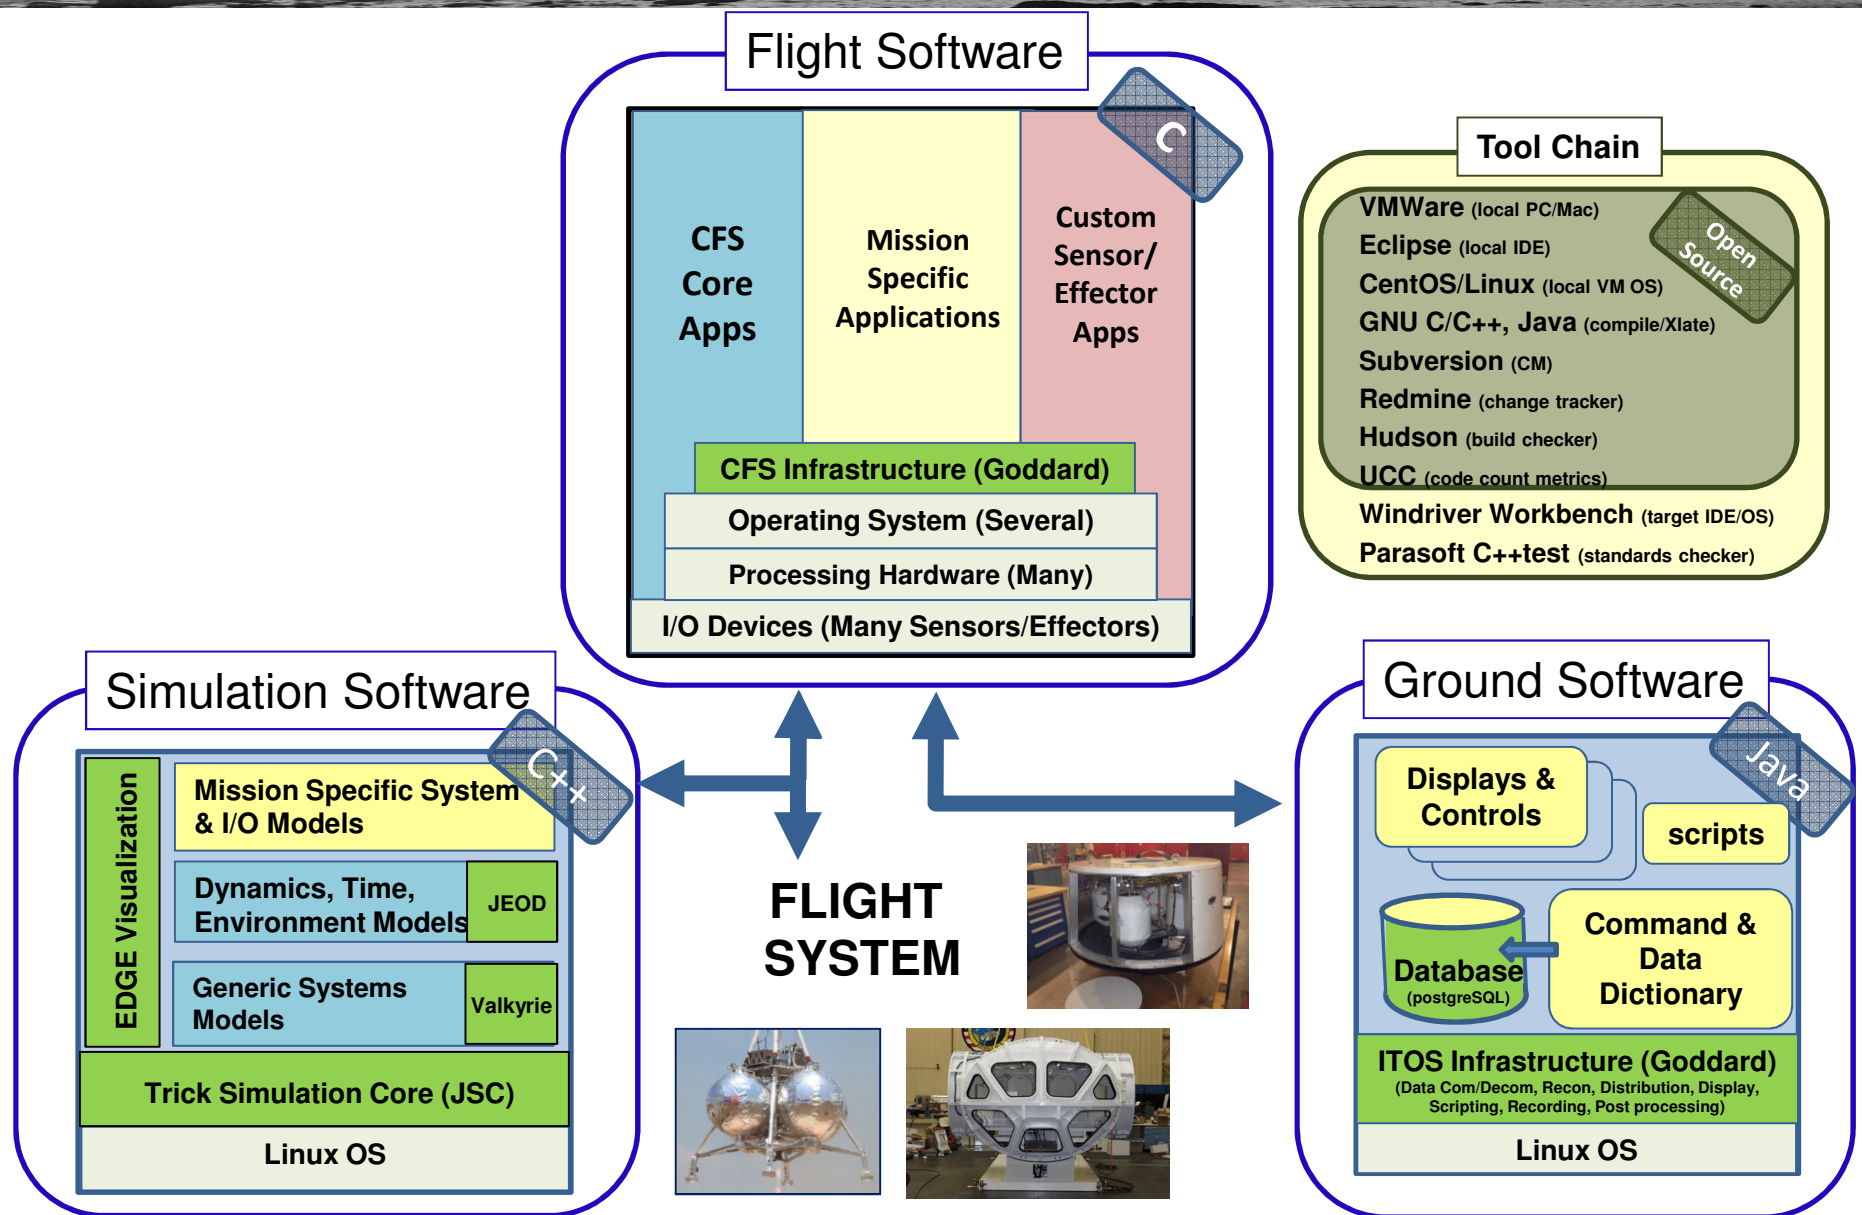 Flight Software
C
CFS
Core
Apps
Mission
Specific
Applications
Custom
Sensor/
Effector
Apps
CFS Infrastructure (Goddard)
Operating System (Several)
Processing Hardware (Many)
I/O Devices (Many Sensors/Effectors)
Tool Chain
Open
Source
VMWare (local PC/Mac)
Eclipse (local IDE)
CentOS/Linux (local VM OS)
GNU C/C++, Java (compile/Xlate)
Subversion (CM)
Redmine (change tracker)
Hudson (build checker)
UCC (code count metrics)
Windriver Workbench (target IDE/OS)
Parasoft C++test (standards checker)
Simulation Software
C++
EDGE Visualization
Mission Specific System
& I/O Models
Dynamics, Time,
Environment Models
JEOD
Generic Systems
Models
Valkyrie
Trick Simulation Core (JSC)
Linux OS
FLIGHT
SYSTEM
Ground Software
Java
Displays &
Controls
scripts
Database
(postgreSQL)
Command &
Data
Dictionary
ITOS Infrastructure (Goddard)
(Data Com/Decom, Recon, Distribution, Display,
Scripting, Recording, Post processing)
Linux OS